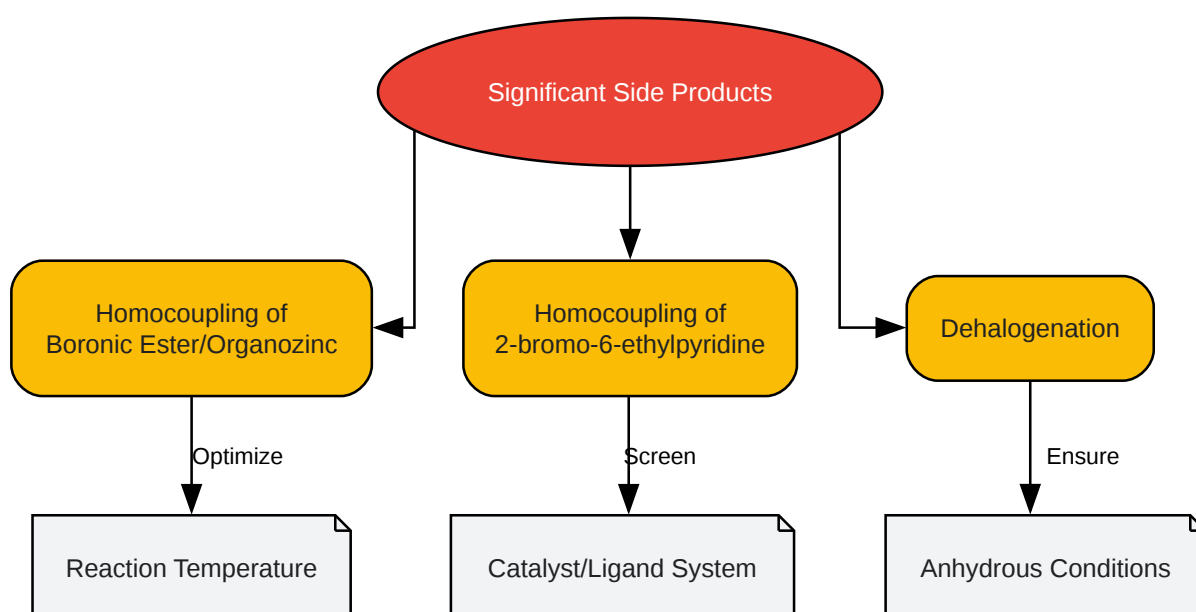 Significant Side Products
Homocoupling of
Boronic Ester/Organozinc
Homocoupling of
2-bromo-6-ethylpyridine
Dehalogenation
Optimize
Screen
Ensure
Reaction Temperature
Catalyst/Ligand System
Anhydrous Conditions